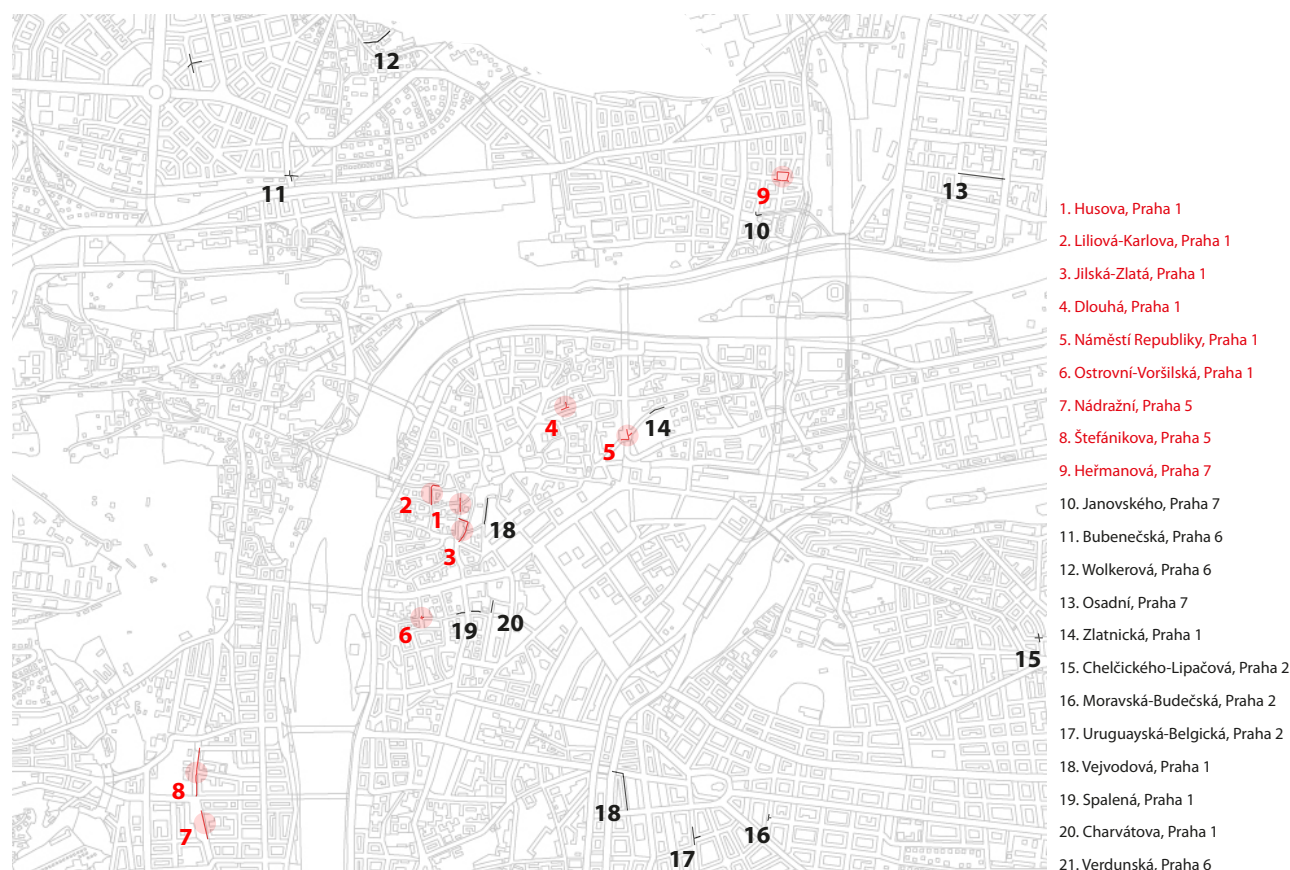 12
11
9
13
10
4
14
5
2
1
18
3
6
19
20
15
8
18
7
16
17
1. Husova, Praha 1
2. Liliová-Karlova, Praha 1
3. Jilská-Zlatá, Praha 1
4. Dlouhá, Praha 1
5. Náměstí Republiky, Praha 1
6. Ostrovní-Voršilská, Praha 1
7. Nádražní, Praha 5
8. Štefánikova, Praha 5
9. Heřmanová, Praha 7
10. Janovského, Praha 7
11. Bubenečská, Praha 6
12. Wolkerová, Praha 6
13. Osadní, Praha 7
14. Zlatnická, Praha 1
15. Chelčického-Lipačová, Praha 2
16. Moravská-Budečská, Praha 2
17. Uruguayská-Belgická, Praha 2
18. Vejvodová, Praha 1
19. Spalená, Praha 1
20. Charvátova, Praha 1
21. Verdunská, Praha 6